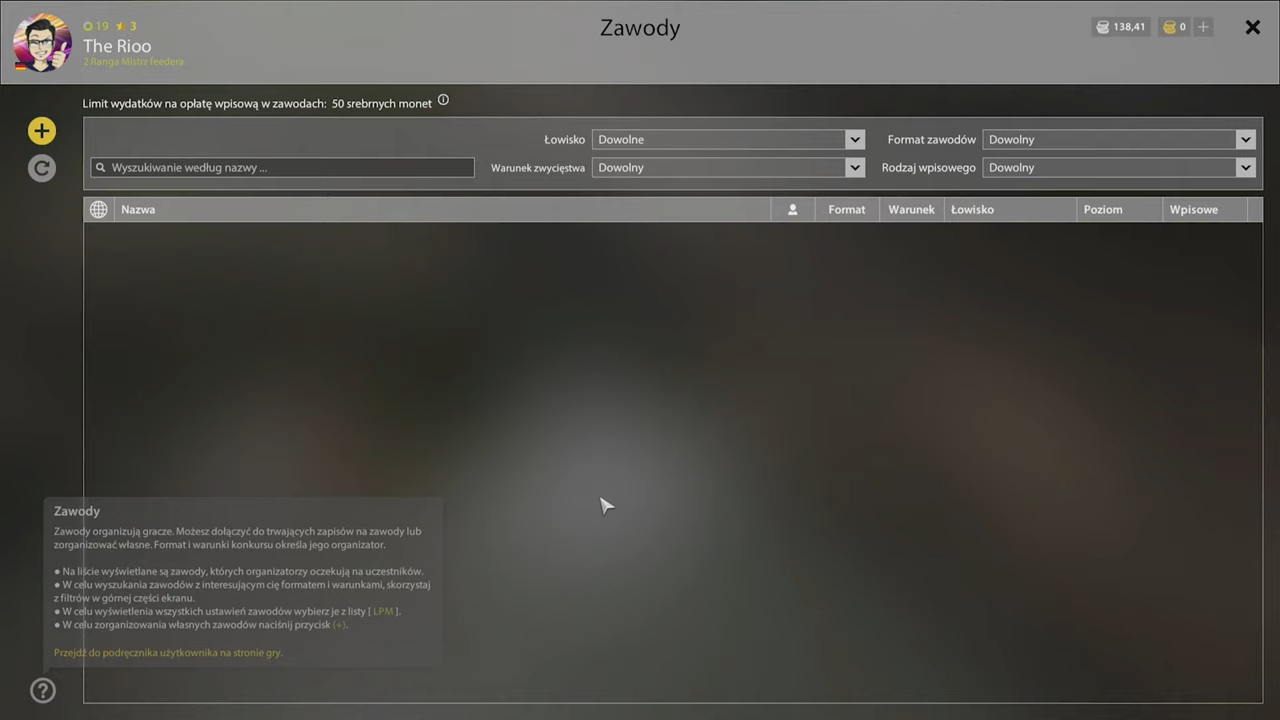 19 3
Zawody
138,41
0
The Rioo
2 Ranga Mistrz feedera
Limit wydatków na opłatę wpisową w zawodach: 50 srebrnych monet
Łowisko Dowolne
Format zawodów Dowolny
Wyszukiwanie według nazwy ...
Warunek zwycięstwa Dowolny
Rodzaj wpisowego Dowolny
Nazwa Format Warunek Łowisko Poziom Wpisowe
Zawody
Zawody organizują gracze. Możesz dołączyć do trwających zapisów na zawody lub
zorganizować własne. Format i warunki konkursu określa jego organizator.
● Na liście wyświetlane są zawody, których organizatorzy oczekują na uczestników.
● W celu wyszukania zawodów z interesującym cię formatem i warunkami, skorzystaj
z filtrów w górnej części ekranu.
● W celu wyświetlenia wszystkich ustawień zawodów wybierz je z listy [ LPM ].
● W celu zorganizowania własnych zawodów naciśnij przycisk (+).
Przejdź do podręcznika użytkownika na stronie gry.